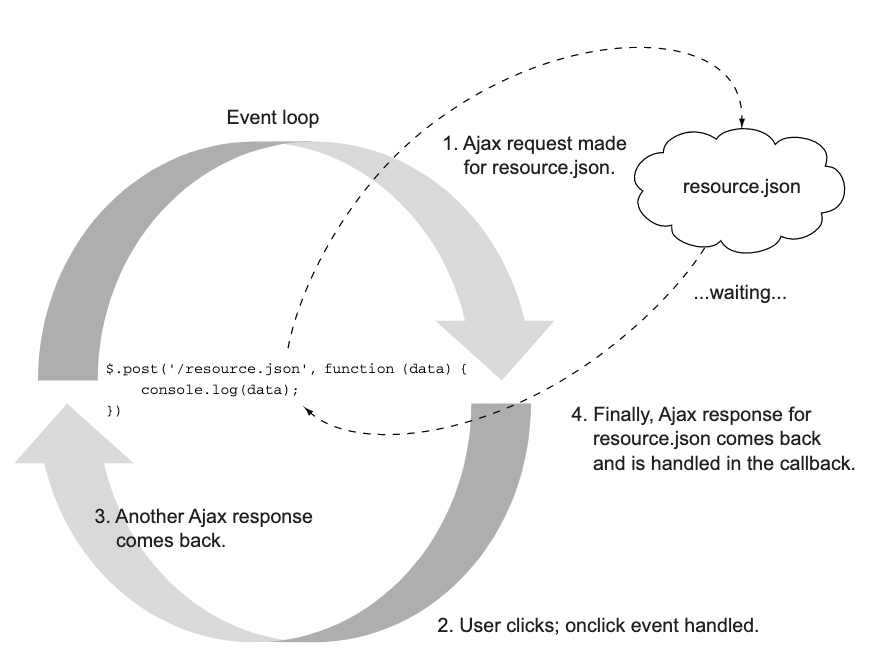 Event loop
1. Ajax request made
for resource.json.
resource.json
...waiting...
$.post('/resource.json', function (data) {
    console.log(data);
})
4. Finally, Ajax response for
resource.json comes back
and is handled in the callback.
3. Another Ajax response
comes back.
2. User clicks; onclick event handled.